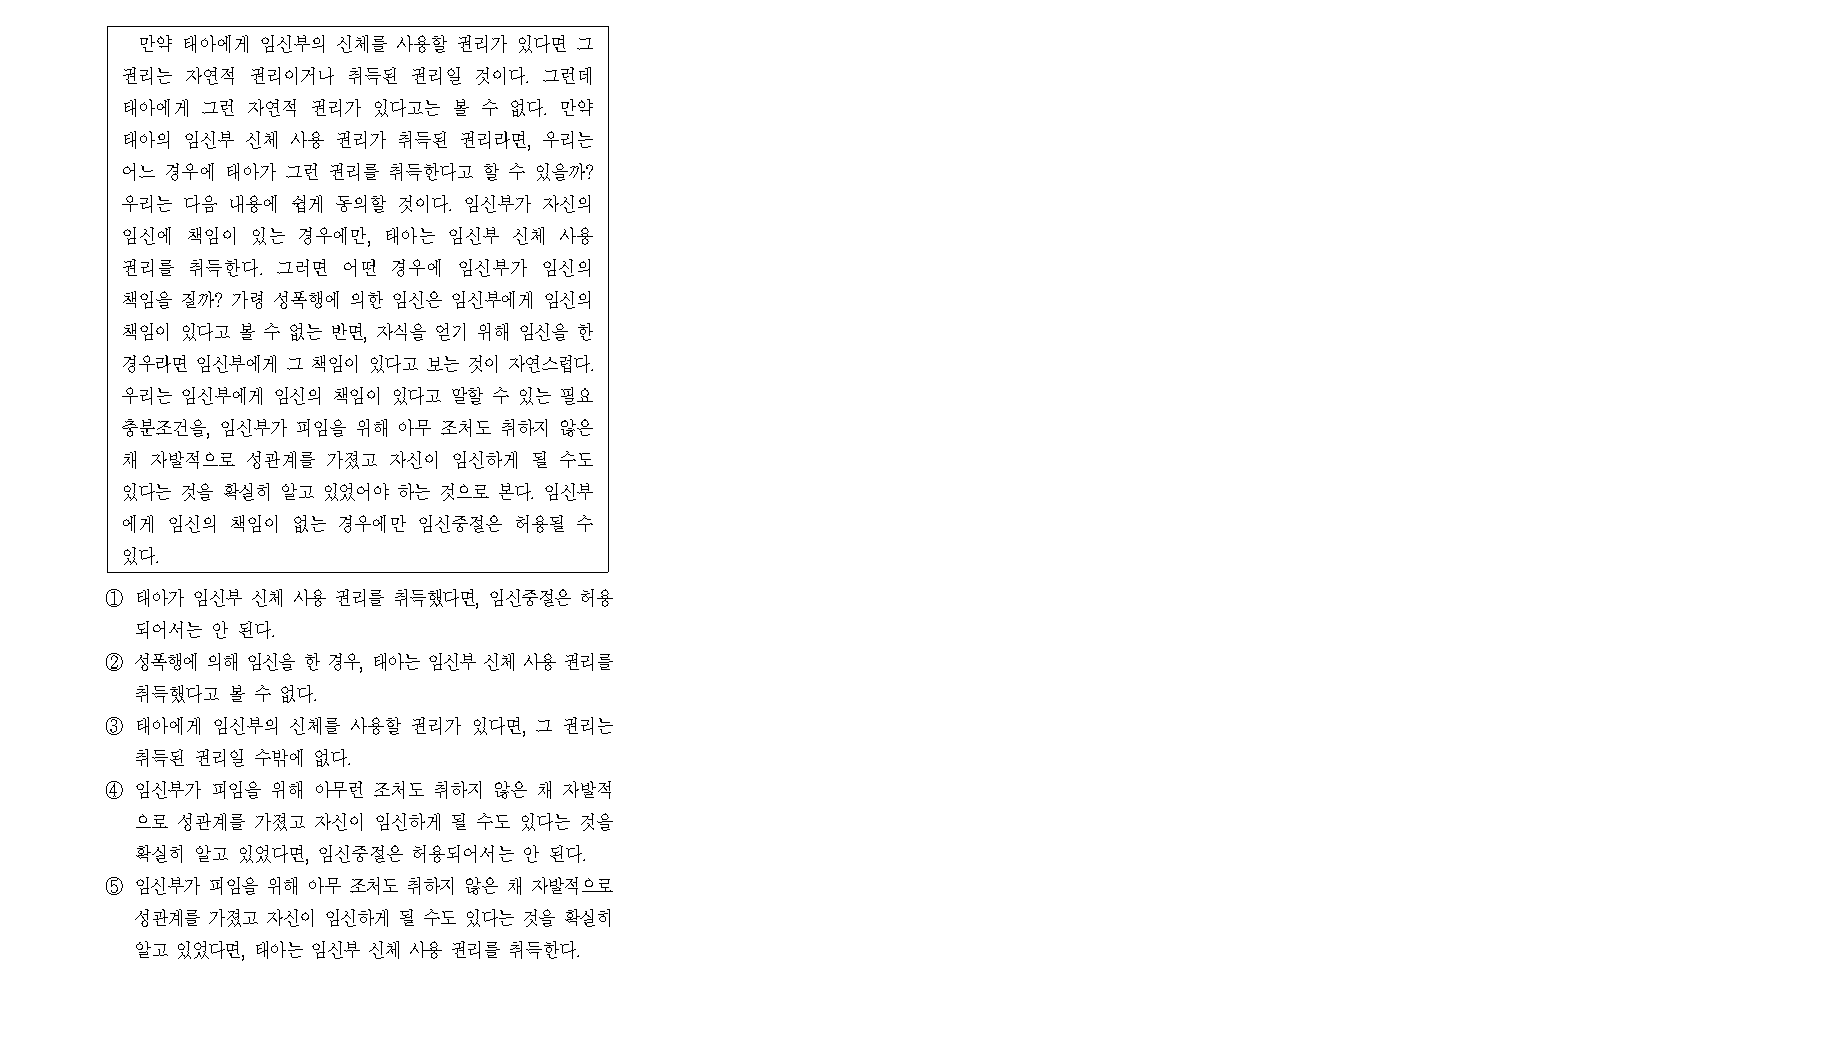 만약 태아에게 임신부의 신체를 사용할 권리가 있다면 그
권리는 자연적 권리이거나 취득된 권리일 것이다. 그런데
태아에게 그런 자연적 권리가 있다고는 볼 수 없다. 만약
태아의 임신부 신체 사용 권리가 취득된 권리라면, 우리는
어느 경우에 태아가 그런 권리를 취득한다고 할 수 있을까?
우리는 다음 내용에 쉽게 동의할 것이다. 임신부가 자신의
임신에 책임이 있는 경우에만, 태아는 임신부 신체 사용
권리를 취득한다. 그러면 어떤 경우에 임신부가 임신의
책임을 질까? 가령 성폭행에 의한 임신은 임신부에게 임신의
책임이 있다고 볼 수 없는 반면, 자식을 얻기 위해 임신을 한
경우라면 임신부에게 그 책임이 있다고 보는 것이 자연스럽다.
우리는 임신부에게 임신의 책임이 있다고 말할 수 있는 필요
충분조건을, 임신부가 피임을 위해 아무 조처도 취하지 않은
채 자발적으로 성관계를 가졌고 자신이 임신하게 될 수도
있다는 것을 확실히 알고 있었어야 하는 것으로 본다. 임신부
에게 임신의 책임이 없는 경우에만 임신중절은 허용될 수
있다.
① 태아가 임신부 신체 사용 권리를 취득했다면, 임신중절은 허용
되어서는 안 된다.
② 성폭행에 의해 임신을 한 경우, 태아는 임신부 신체 사용 권리를
취득했다고 볼 수 없다.
③ 태아에게 임신부의 신체를 사용할 권리가 있다면, 그 권리는
취득된 권리일 수밖에 없다.
④ 임신부가 피임을 위해 아무런 조처도 취하지 않은 채 자발적
으로 성관계를 가졌고 자신이 임신하게 될 수도 있다는 것을
확실히 알고 있었다면, 임신중절은 허용되어서는 안 된다.
⑤ 임신부가 피임을 위해 아무 조처도 취하지 않은 채 자발적으로
성관계를 가졌고 자신이 임신하게 될 수도 있다는 것을 확실히
알고 있었다면, 태아는 임신부 신체 사용 권리를 취득한다.